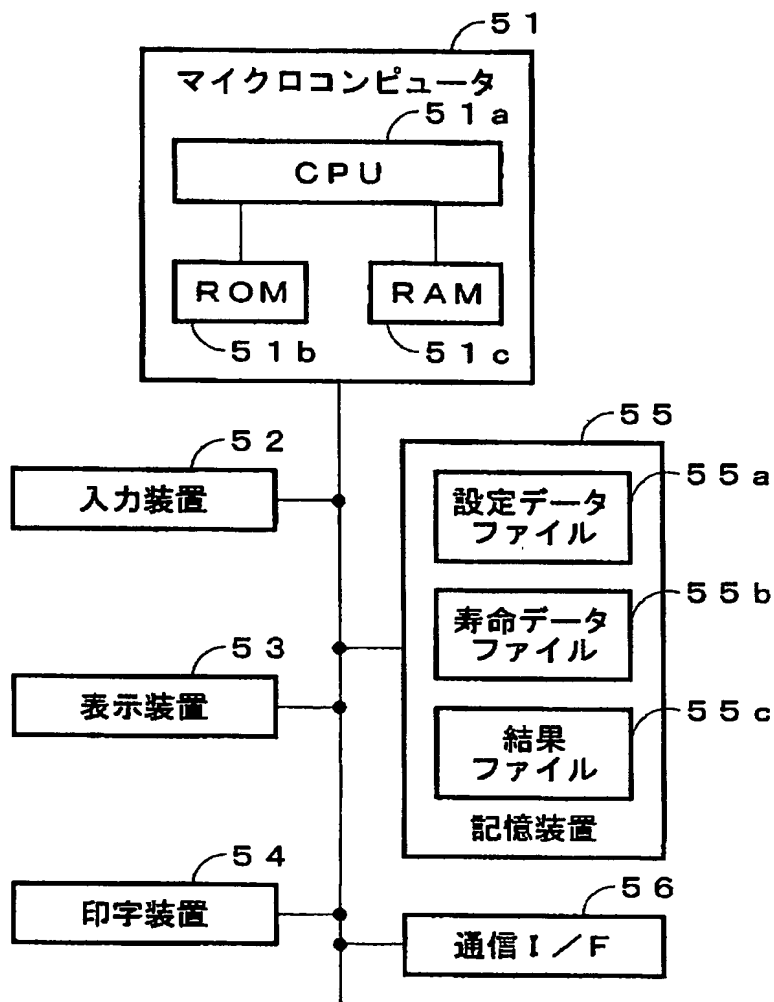 51
マイクロコンピュータ
51a
CPU
ROM
RAM
51b
51c
52
入力装置
55
設定データ
ファイル
55a
寿命データ
ファイル
55b
53
表示装置
結果
ファイル
55c
記憶装置
54
印字装置
56
通信I／F